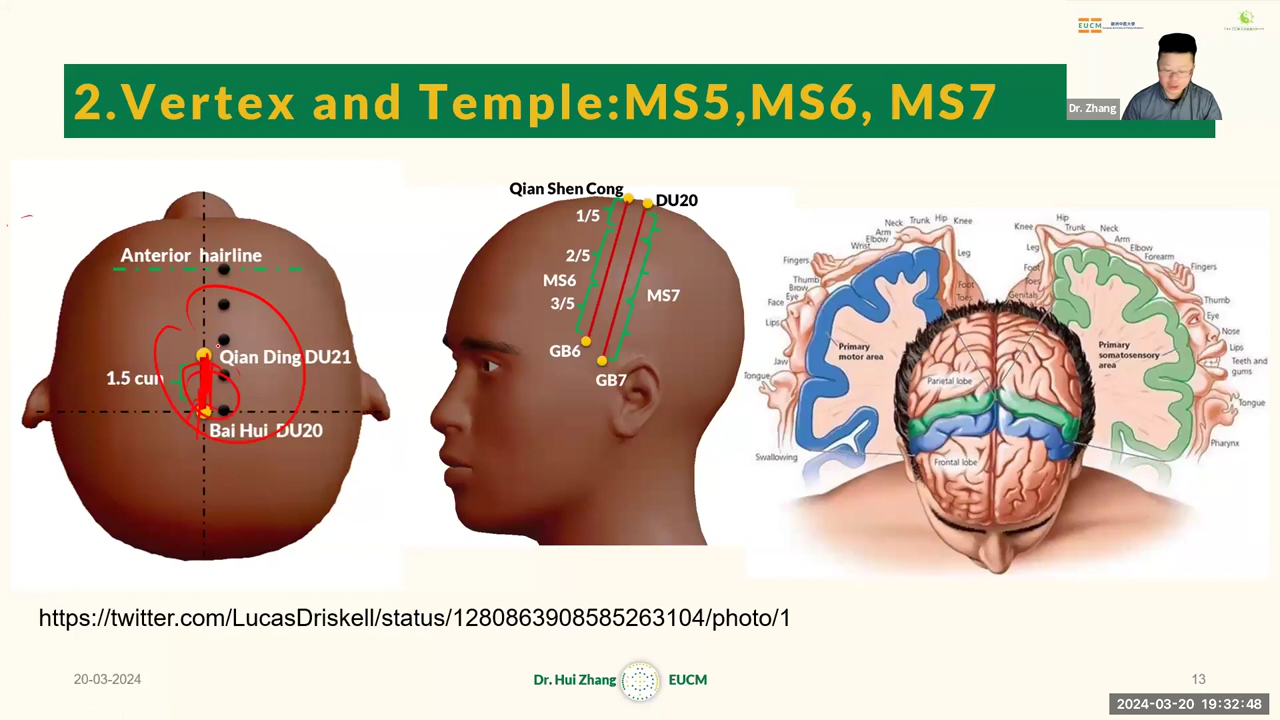 EUCM
2.Vertex and Temple:MS5,MS6, MS7
Dr. Zhang
Anterior hairline
Qian Ding DU21
1.5 cun
Bai Hui DU20
Qian Shen Cong
DU20
1/5
2/5
MS6
3/5
MS7
GB6
GB7
Neck
Trunk
Hip
Knee
Arm
Elbow
Wrist
Leg
Fingers
Foot
Toes
Thumb
Brow
Eye
Face
Lips
Primary
motor area
Jaw
Tongue
Swallowing
Hip
Knee
Trunk
Neck
Leg
Arm
Elbow
Forearm
Foot
Fingers
Toes
Genitals
Thumb
Eye
Nose
Primary
somatosensory
area
Lips
Teeth and
gums
Tongue
Pharynx
Parietal lobe
Frontal lobe
https://twitter.com/LucasDriskell/status/1280863908585263104/photo/1
20-03-2024
Dr. Hui Zhang
EUCM
13
2024-03-20 19:32:48